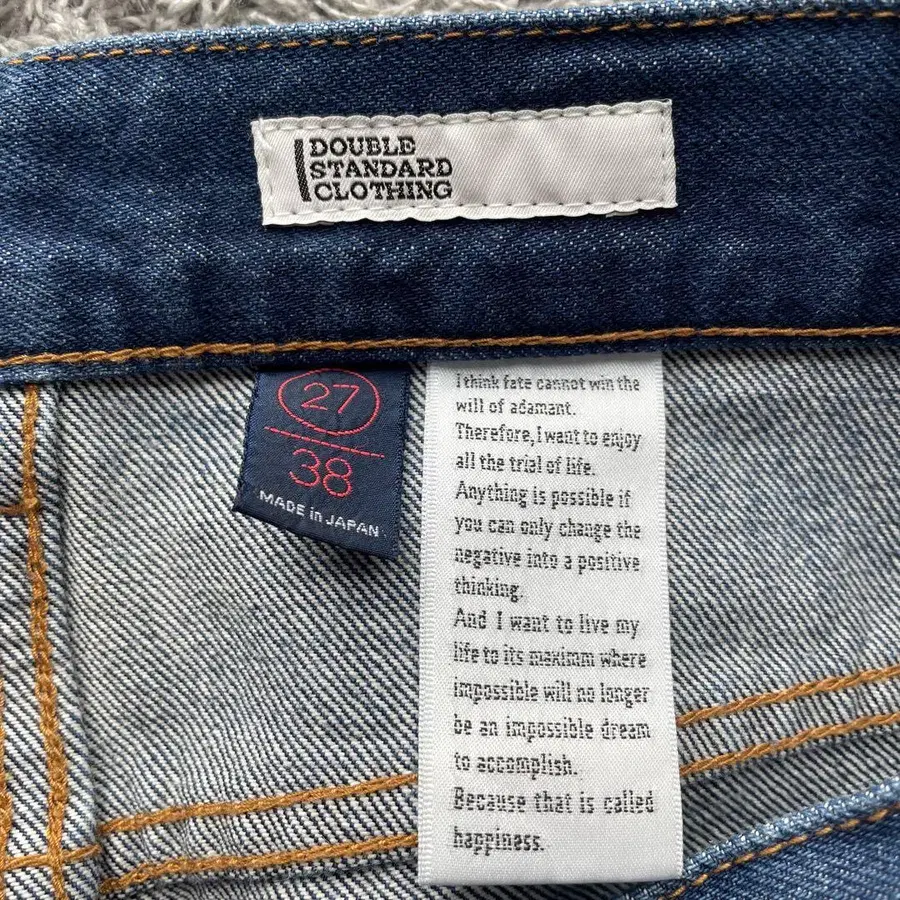 DOUBLE
STANDARD
CLOTHING
27
38
MADE in JAPAN
I think fate cannot win the
will of adamant.
Therefore, I want to enjoy
all the trial of life.
Anything is possible if
you can only change the
negative into a positive
thinking.
And I want to live my
life to its maximm where
impossible will no longer
be an impossible dream
to accomplish.
Because that is called
happiness.